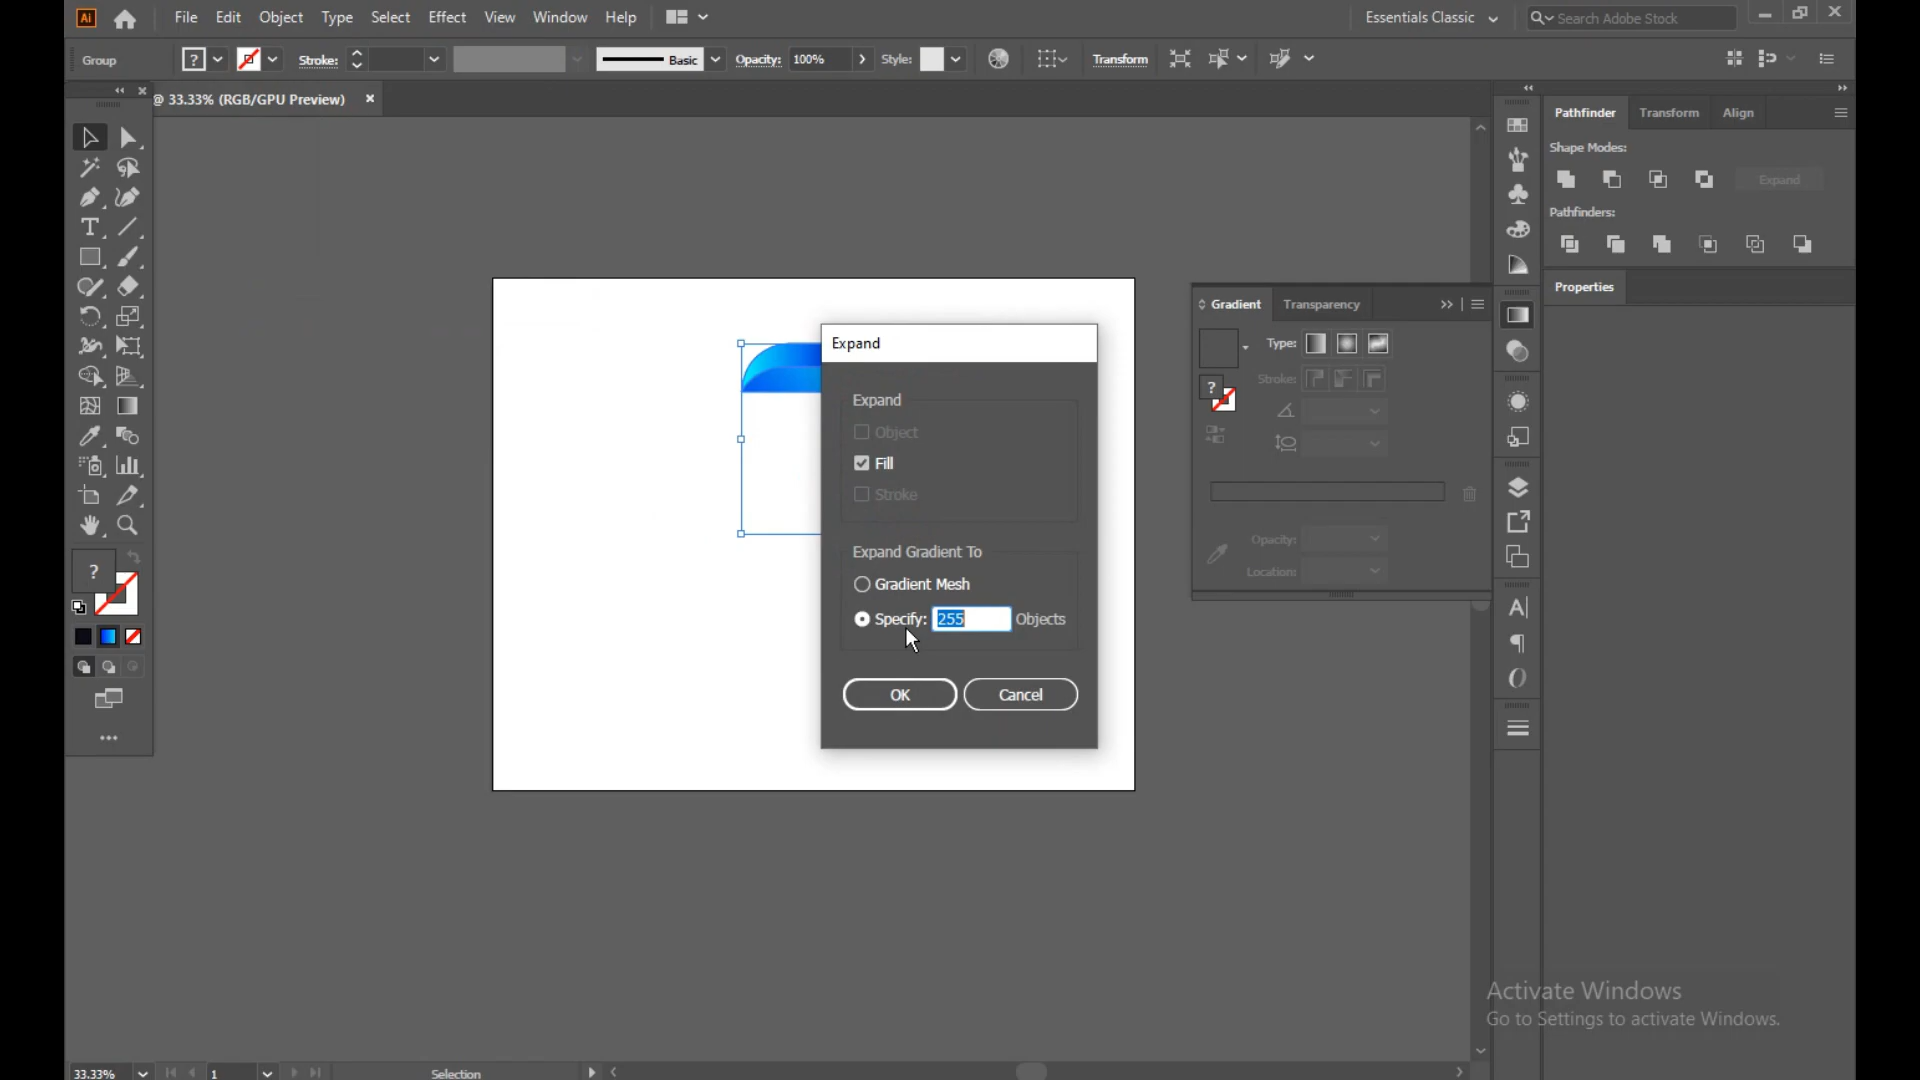 Ai File Edit Object Type Select Effect View Window Help Essentials Classic Search Adobe Stock
Group ? Stroke: Basic Opacity: 100% Style: Transform
@ 33.33% (RGB/GPU Preview)
Pathfinder Transform Align
Shape Modes:
Expand
Pathfinders:
Properties
Gradient Transparency
Type:
Stroke:
?
Opacity:
Location:
Expand
Expand
Object
Fill
Stroke
Expand Gradient To
Gradient Mesh
Specify: 255 Objects
OK Cancel
?
Activate Windows
Go to Settings to activate Windows.
33.33% 1 Selection